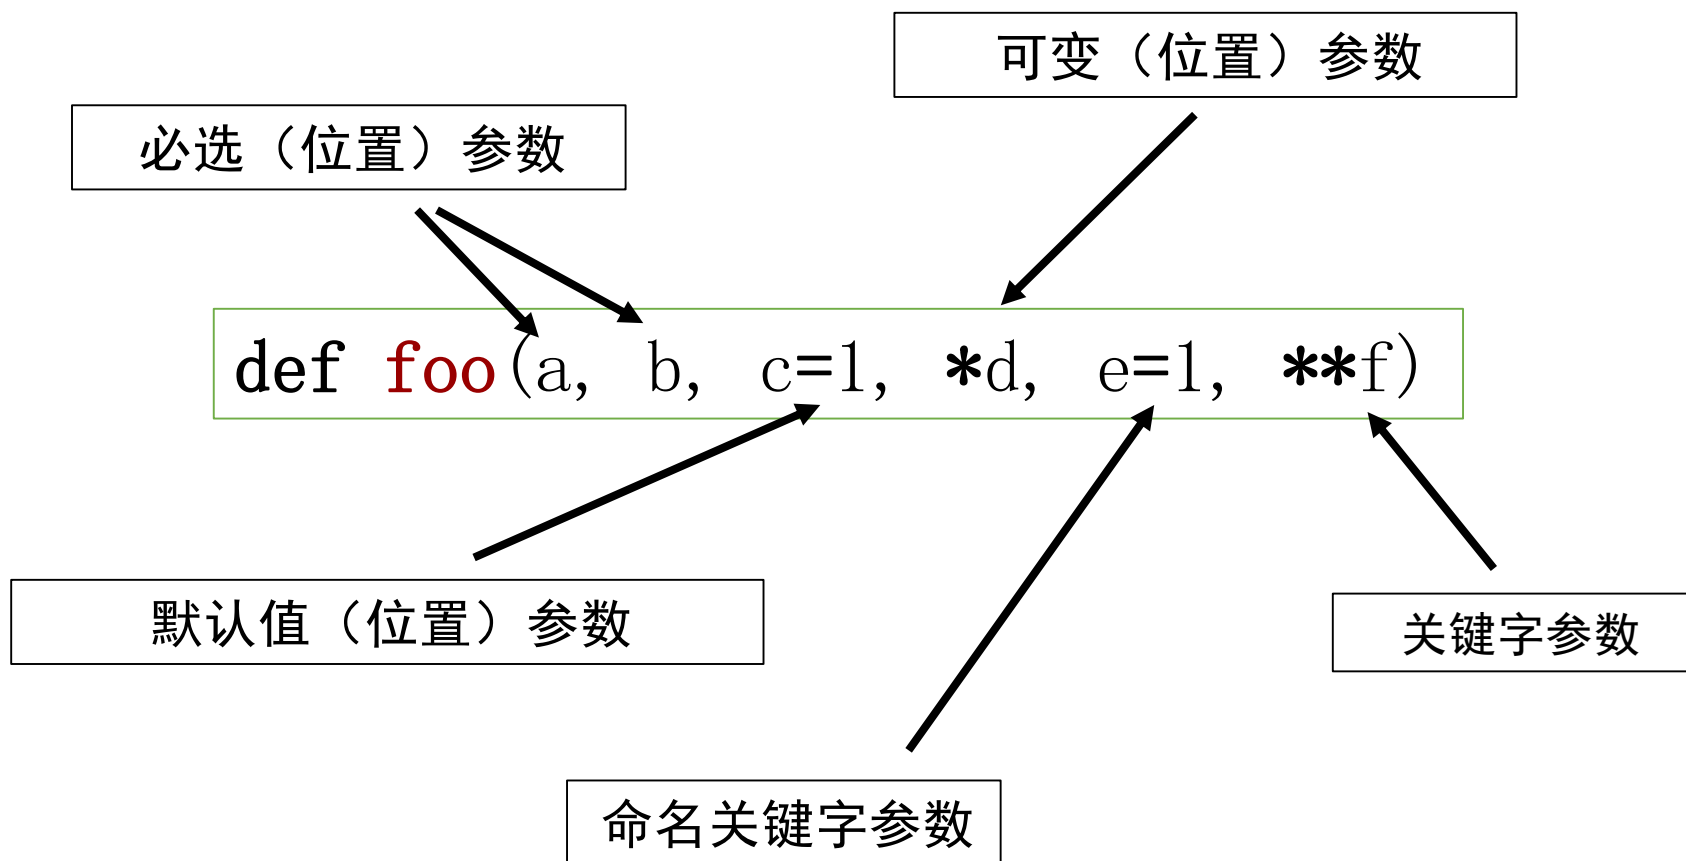 可变（位置）参数
必选（位置）参数
def foo(a, b, c=1, *d, e=1, **f)
默认值（位置）参数
关键字参数
命名关键字参数